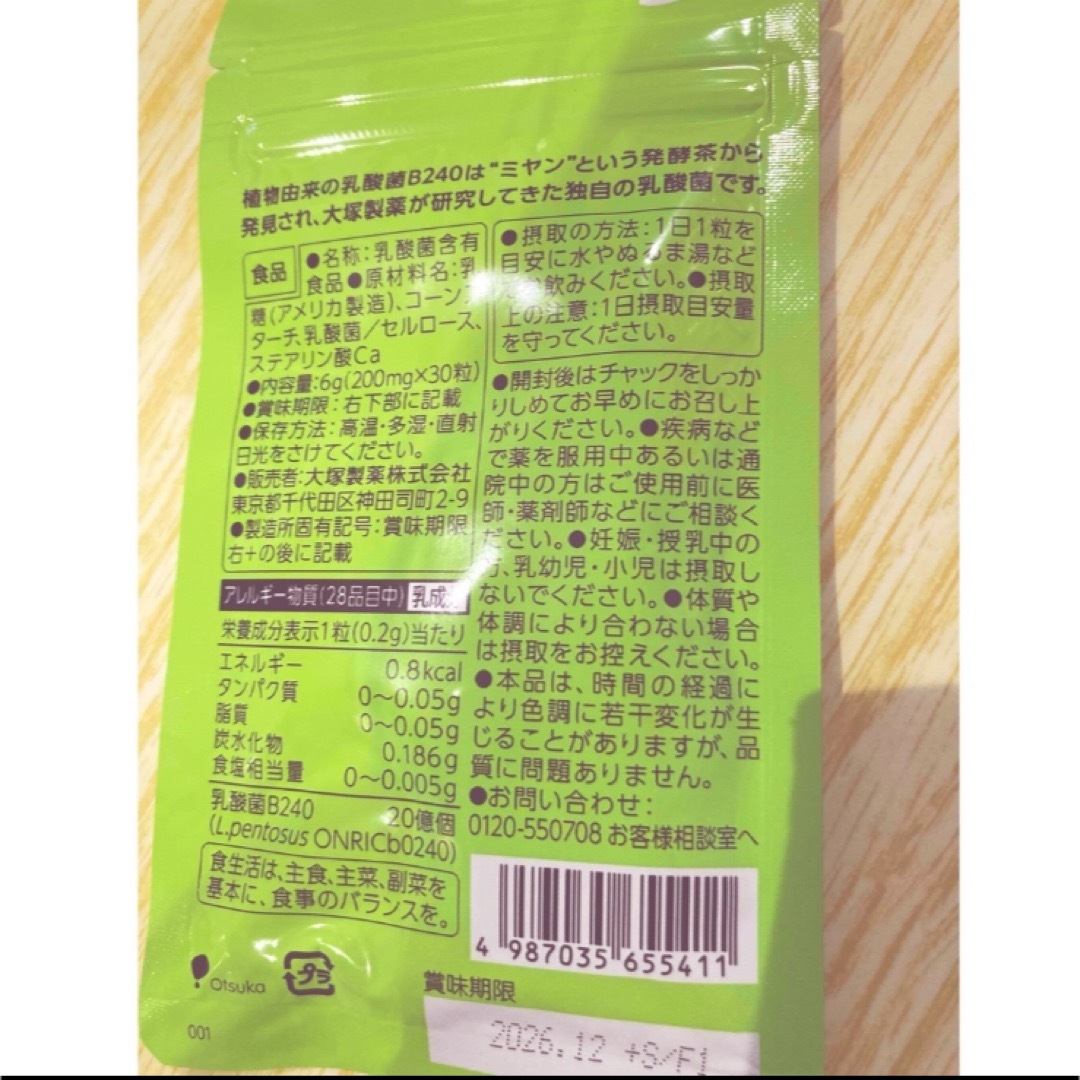 植物由来の乳酸菌B240は“ミヤン”という発酵茶から
発見され、大塚製薬が研究してきた独自の乳酸菌です。
食品
●名称：乳酸菌含有
食品●原材料名：乳
糖(アメリカ製造)、コーンス
ターチ、乳酸菌／セルロース、
ステアリン酸Ca
●内容量：6g(200mg×30粒)
●賞味期限：右下部に記載
●保存方法：高温・多湿・直射
日光をさけてください。
●販売者：大塚製薬株式会社
東京都千代田区神田司町2-9
●製造所固有記号：賞味期限
右+の後に記載
アレルギー物質(28品目中) 乳成分
栄養成分表示1粒(0.2g)当たり
エネルギー 0.8kcal
タンパク質 0〜0.05g
脂質 0〜0.05g
炭水化物 0.186g
食塩相当量 0〜0.005g
乳酸菌B240 20億個
(L.pentosus ONRICb0240)
食生活は、主食、主菜、副菜を
基本に、食事のバランスを。
Otsuka
プラ
001
●摂取の方法：1日1粒を
目安に水やぬるま湯など
お飲みください。●摂取
上の注意：1日摂取目安量
を守ってください。
●開封後はチャックをしっか
りしめてお早めにお召し上
がりください。●疾病など
で薬を服用中あるいは通
院中の方はご使用前に医
師・薬剤師などにご相談く
ださい。●妊娠・授乳中の
方、乳幼児・小児は摂取し
ないでください。●体質や
体調により合わない場合
は摂取をお控えください。
●本品は、時間の経過に
より色調に若干変化が生
じることがありますが、品
質に問題ありません。
●お問い合わせ：
0120-550708 お客様相談室へ
4 987035 655411
賞味期限
2026.12 +S/F1